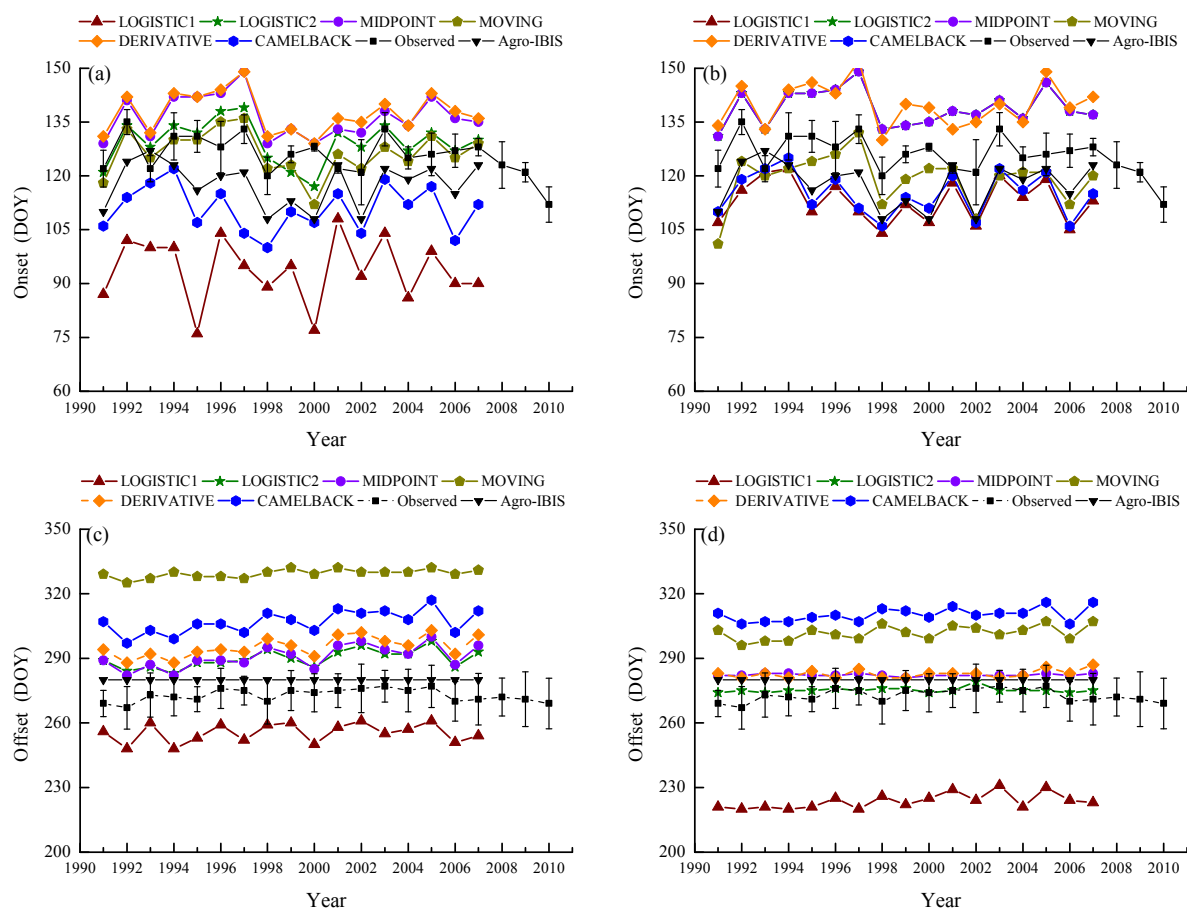 LOGISTIC1 LOGISTIC2 MIDPOINT MOVING
DERIVATIVE CAMELBACK Observed Agro-IBIS
150
135
120
105
90
75
60
(a)
Onset (DOY)
1990 1992 1994 1996 1998 2000 2002 2004 2006 2008 2010
Year
LOGISTIC1 LOGISTIC2 MIDPOINT MOVING
DERIVATIVE CAMELBACK Observed Agro-IBIS
150
135
120
105
90
75
60
(b)
Onset (DOY)
1990 1992 1994 1996 1998 2000 2002 2004 2006 2008 2010
Year
LOGISTIC1 LOGISTIC2 MIDPOINT MOVING
DERIVATIVE CAMELBACK Observed Agro-IBIS
350
320
290
260
230
200
(c)
Offset (DOY)
1990 1992 1994 1996 1998 2000 2002 2004 2006 2008 2010
Year
LOGISTIC1 LOGISTIC2 MIDPOINT MOVING
DERIVATIVE CAMELBACK Observed Agro-IBIS
350
320
290
260
230
200
(d)
Offset (DOY)
1990 1992 1994 1996 1998 2000 2002 2004 2006 2008 2010
Year